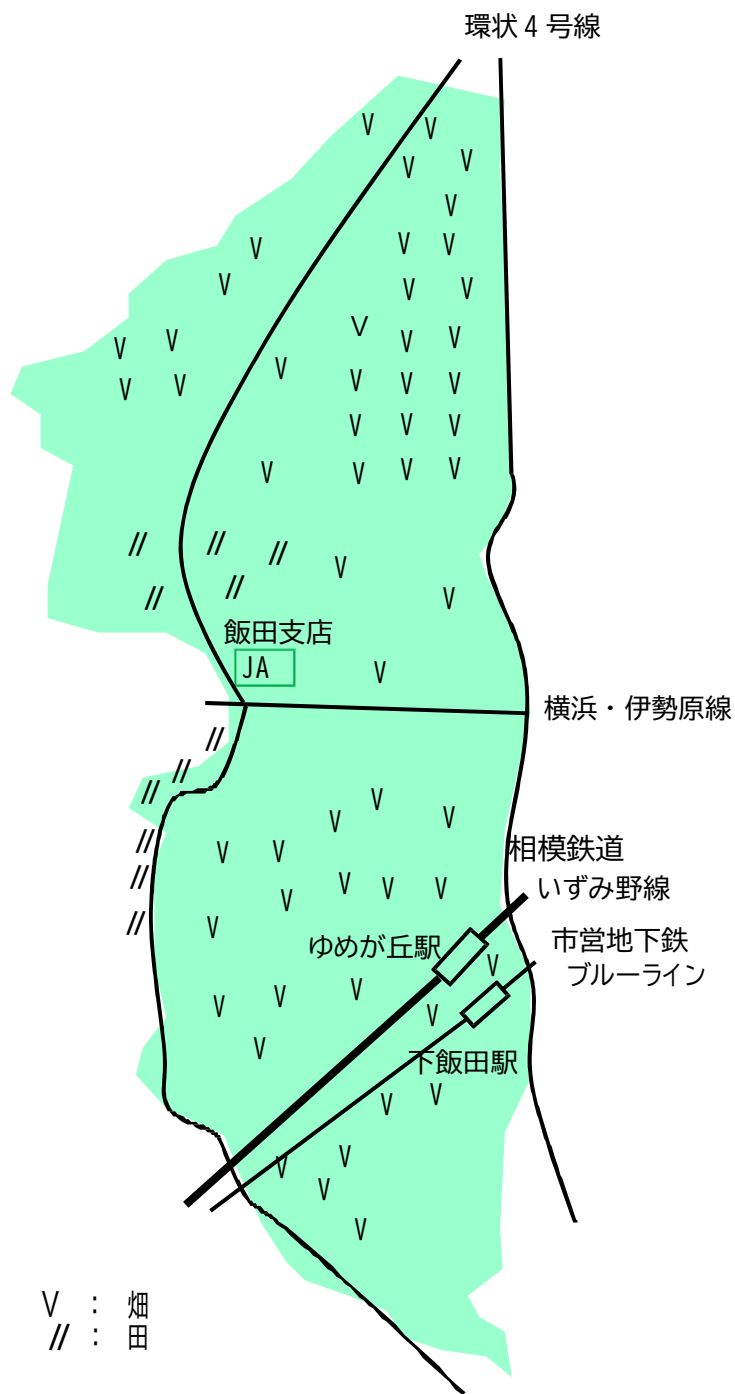 環状4号線
飯田支店
JA
横浜・伊勢原線
相模鉄道
いずみ野線
ゆめが丘駅
市営地下鉄
ブルーライン
下飯田駅
V : 畑
// : 田